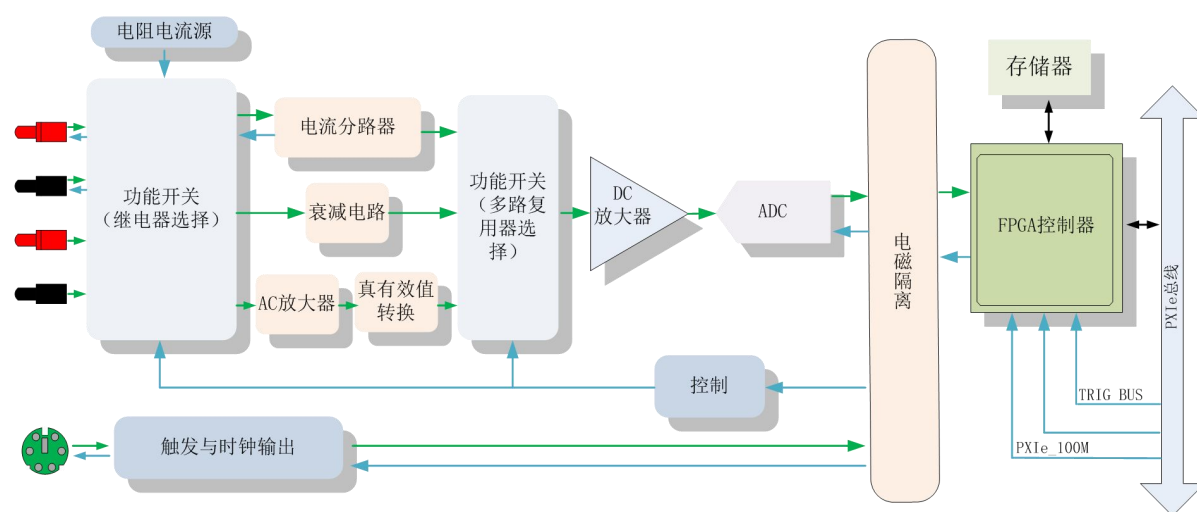 电阻电流源
功能开关
（继电器选择）
电流分路器
衰减电路
AC放大器
真有效值
转换
功能开关
（多路复
用器选
择）
DC
放大器
ADC
电
磁
隔
离
存储器
FPGA控制器
PXIe总线
控制
TRIG BUS
PXIe_100M
触发与时钟输出